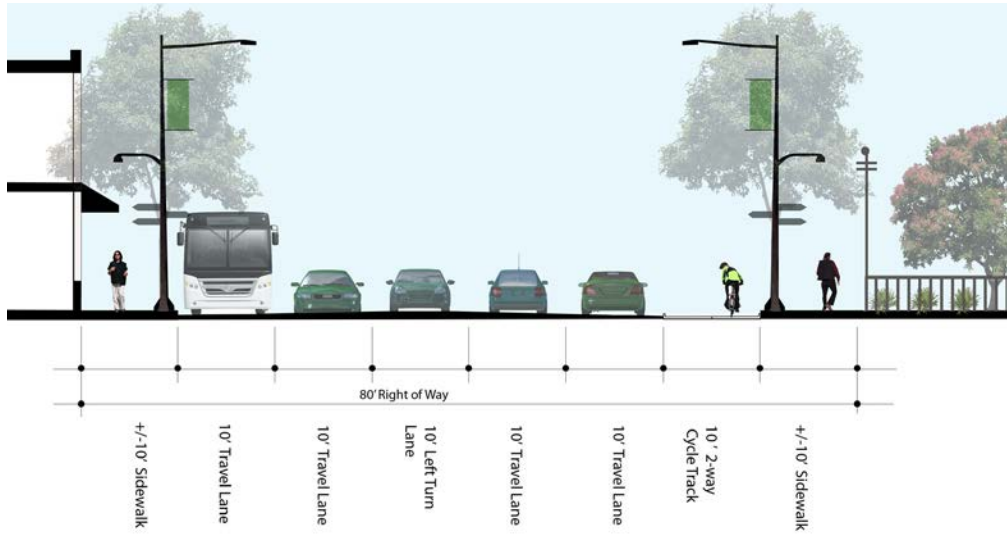 80' Right of Way
+/-10' Sidewalk
10' Travel Lane
10' Travel Lane
10' Left Turn
Lane
10' Travel Lane
10' Travel Lane
10 ' 2-way
Cycle Track
+/-10' Sidewalk